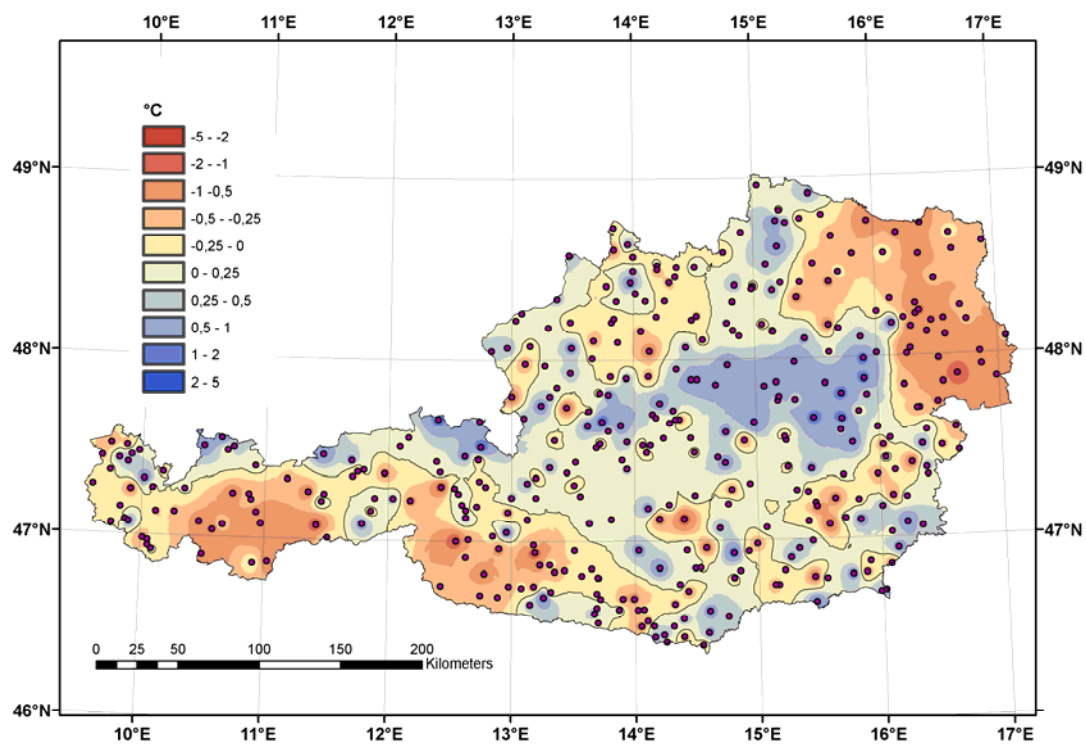 10°E 11°E 12°E 13°E 14°E 15°E 16°E 17°E
°C
-5 - -2
-2 - -1
-1 -0,5
-0,5 - -0,25
-0,25 - 0
0 - 0,25
0,25 - 0,5
0,5 - 1
1 - 2
2 - 5
49°N 49°N
48°N 48°N
47°N 47°N
46°N 46°N
0 25 50 100 150 200
Kilometers
10°E 11°E 12°E 13°E 14°E 15°E 16°E 17°E